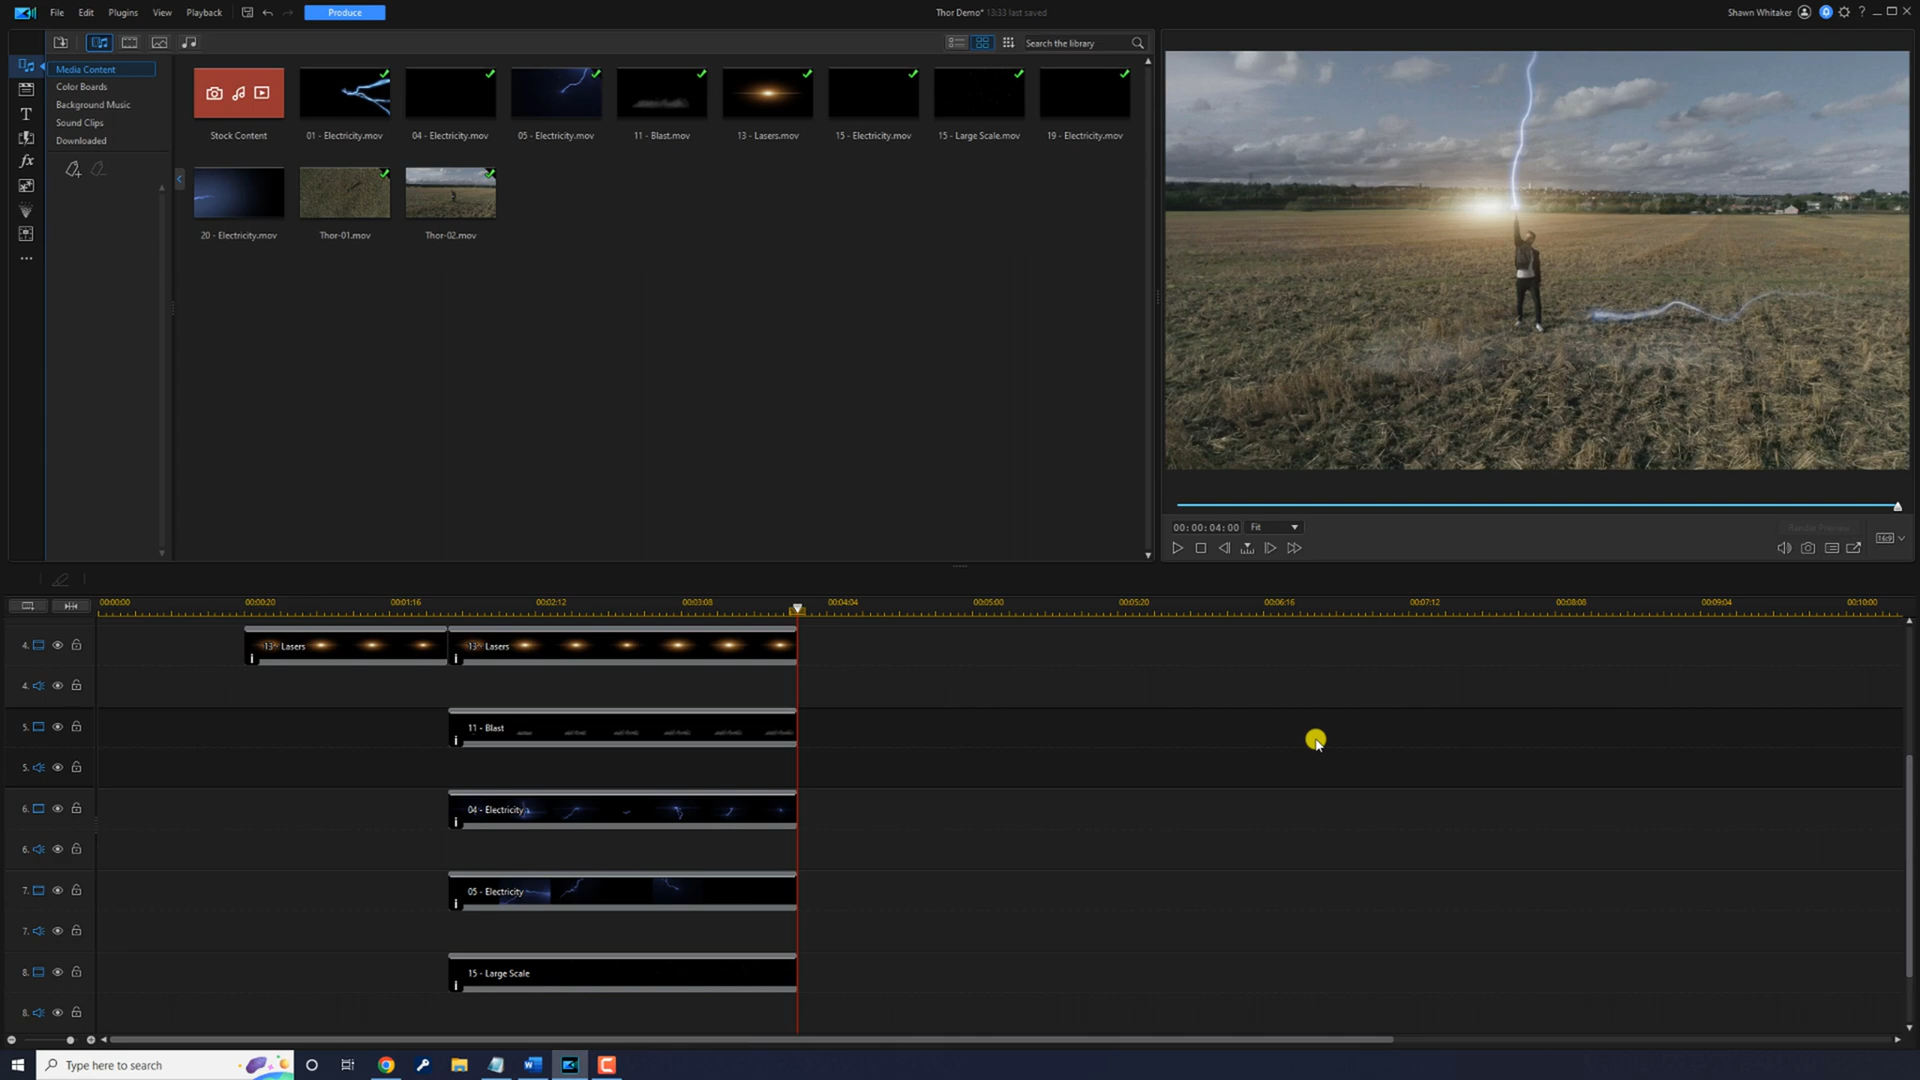 File Edit Plugins View Playback Produce Thor Demo* 13:33 last saved Shawn Whitaker ?
Search the library
Media Content
Color Boards
Background Music
Sound Clips
Downloaded
T
fx
Stock Content 01 - Electricity.mov 04 - Electricity.mov 05 - Electricity.mov 11 - Blast.mov 13 - Lasers.mov 15 - Electricity.mov 15 - Large Scale.mov 19 - Electricity.mov
20 - Electricity.mov Thor-01.mov Thor-02.mov
00:00:04:00 Fit Render Preview
16:9
00:00:00 00:00:20 00:01:16 00:02:12 00:03:08 00:04:04 00:05:00 00:05:20 00:06:16 00:07:12 00:08:08 00:09:04 00:10:00
4. 13 - Lasers 13 - Lasers
4.
5. 11 - Blast
5.
6. 04 - Electricity
6.
7. 05 - Electricity
7.
8. 15 - Large Scale
8.
Type here to search